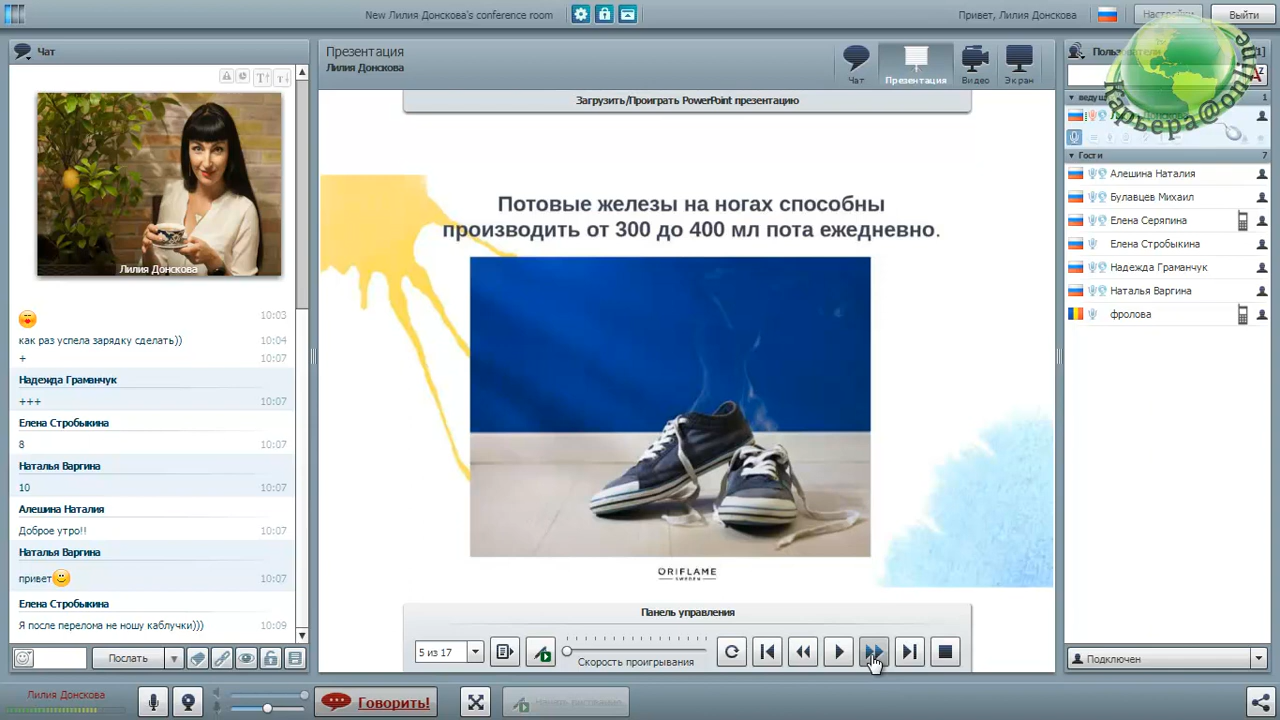 New Лилия Донскова's conference room
Привет, Лилия Донскова
Настройки
Выйти
Чат
Лилия Донскова
10:03
как раз успела зарядку сделать)) 10:04
+ 10:07
Надежда Граманчук
+++ 10:07
Елена Стробыкина
8 10:07
Наталья Варгина
10 10:07
Алешина Наталия
Доброе утро!! 10:07
Наталья Варгина
привет 10:07
Елена Стробыкина
Я после перелома не ношу каблучки))) 10:09
Послать
Презентация
Лилия Донскова
Чат
Презентация
Видео
Экран
Загрузить/Проиграть PowerPoint презентацию
Потовые железы на ногах способны
производить от 300 до 400 мл пота ежедневно.
ORIFLAME
SWEDEN
Панель управления
5 из 17
Скорость проигрывания
1]
карьера@online
Гости 7
Алешина Наталия
Булавцев Михаил
Елена Серяпина
Елена Стробыкина
Надежда Граманчук
Наталья Варгина
фролова
Подключен
Лилия Донскова
Говорить!